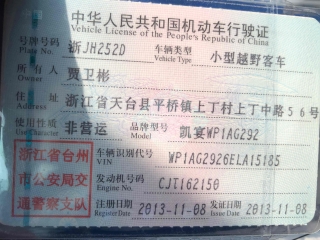 中华人民共和国机动车行驶证
Vehicle License of the People's Republic of China
号牌号码 浙JH252D 车辆类型 小型越野客车
Plate No. Vehicle Type
所有人 贾卫彬
Owner
住址 浙江省天台县平桥镇上丁村上丁中路56号
Address
使用性质 非营运 品牌型号 凯宴WP1AG292
Use Character Model
浙江省台州
市公安局交
通警察支队
车辆识别代号 WP1AG2926ELA15185
VIN
发动机号码 CJT162150
Engine No.
注册日期 2013-11-08 发证日期 2013-11-08
Register Date Issue Date